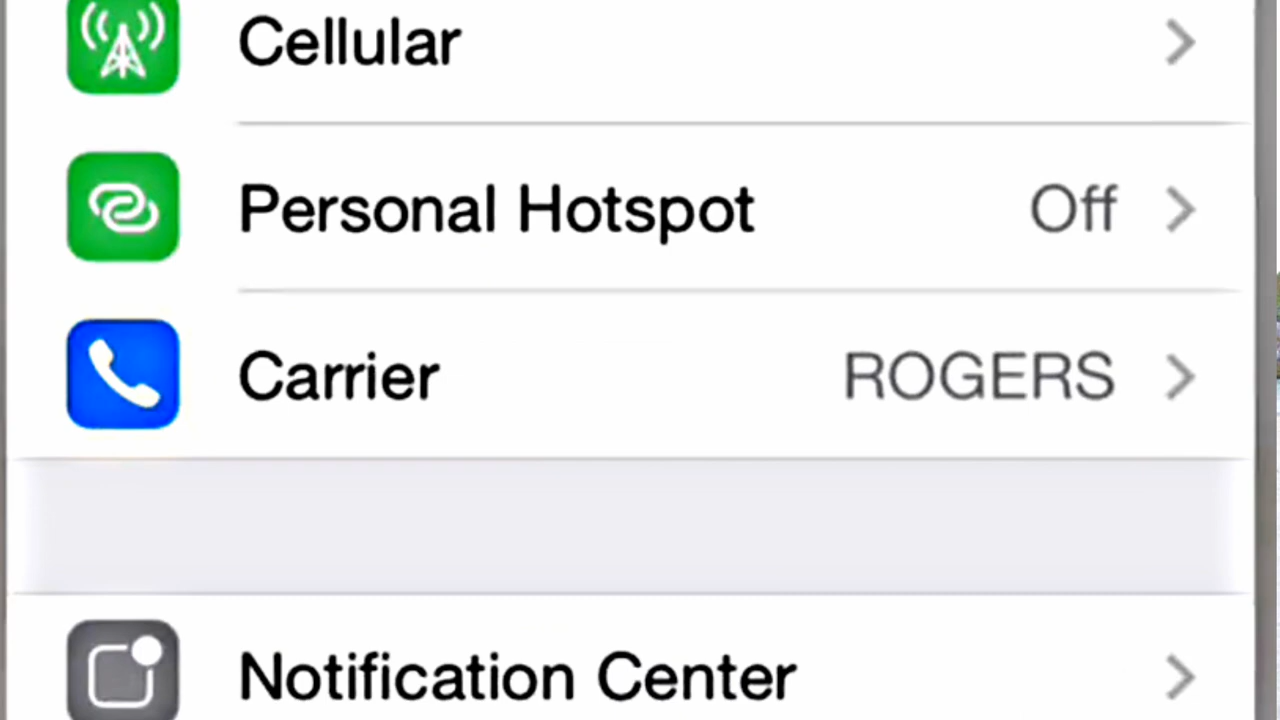 Cellular
Personal Hotspot Off
Carrier ROGERS
Notification Center